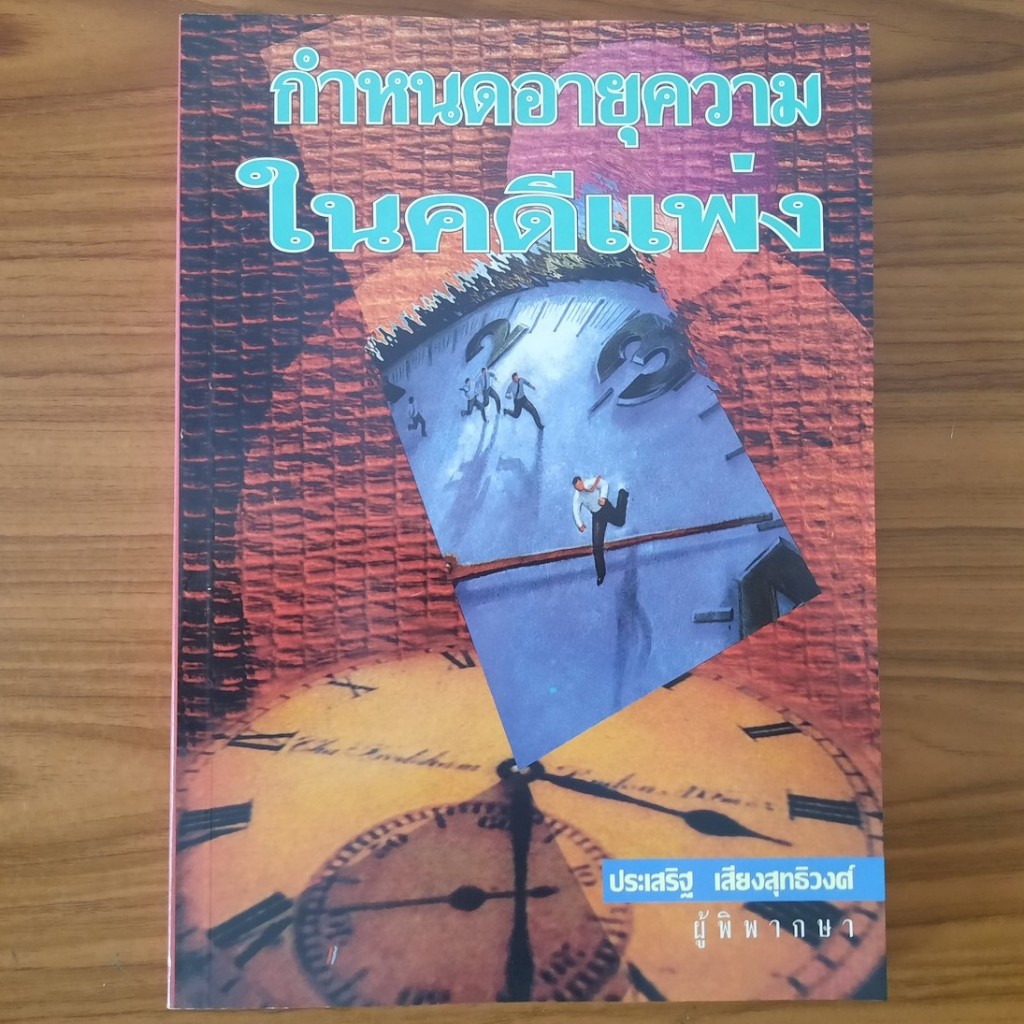 กำหนดอายุความ
ในคดีแพ่ง
ประเสริฐ เสียงสุทธิวงศ์
ผู้พิพากษา